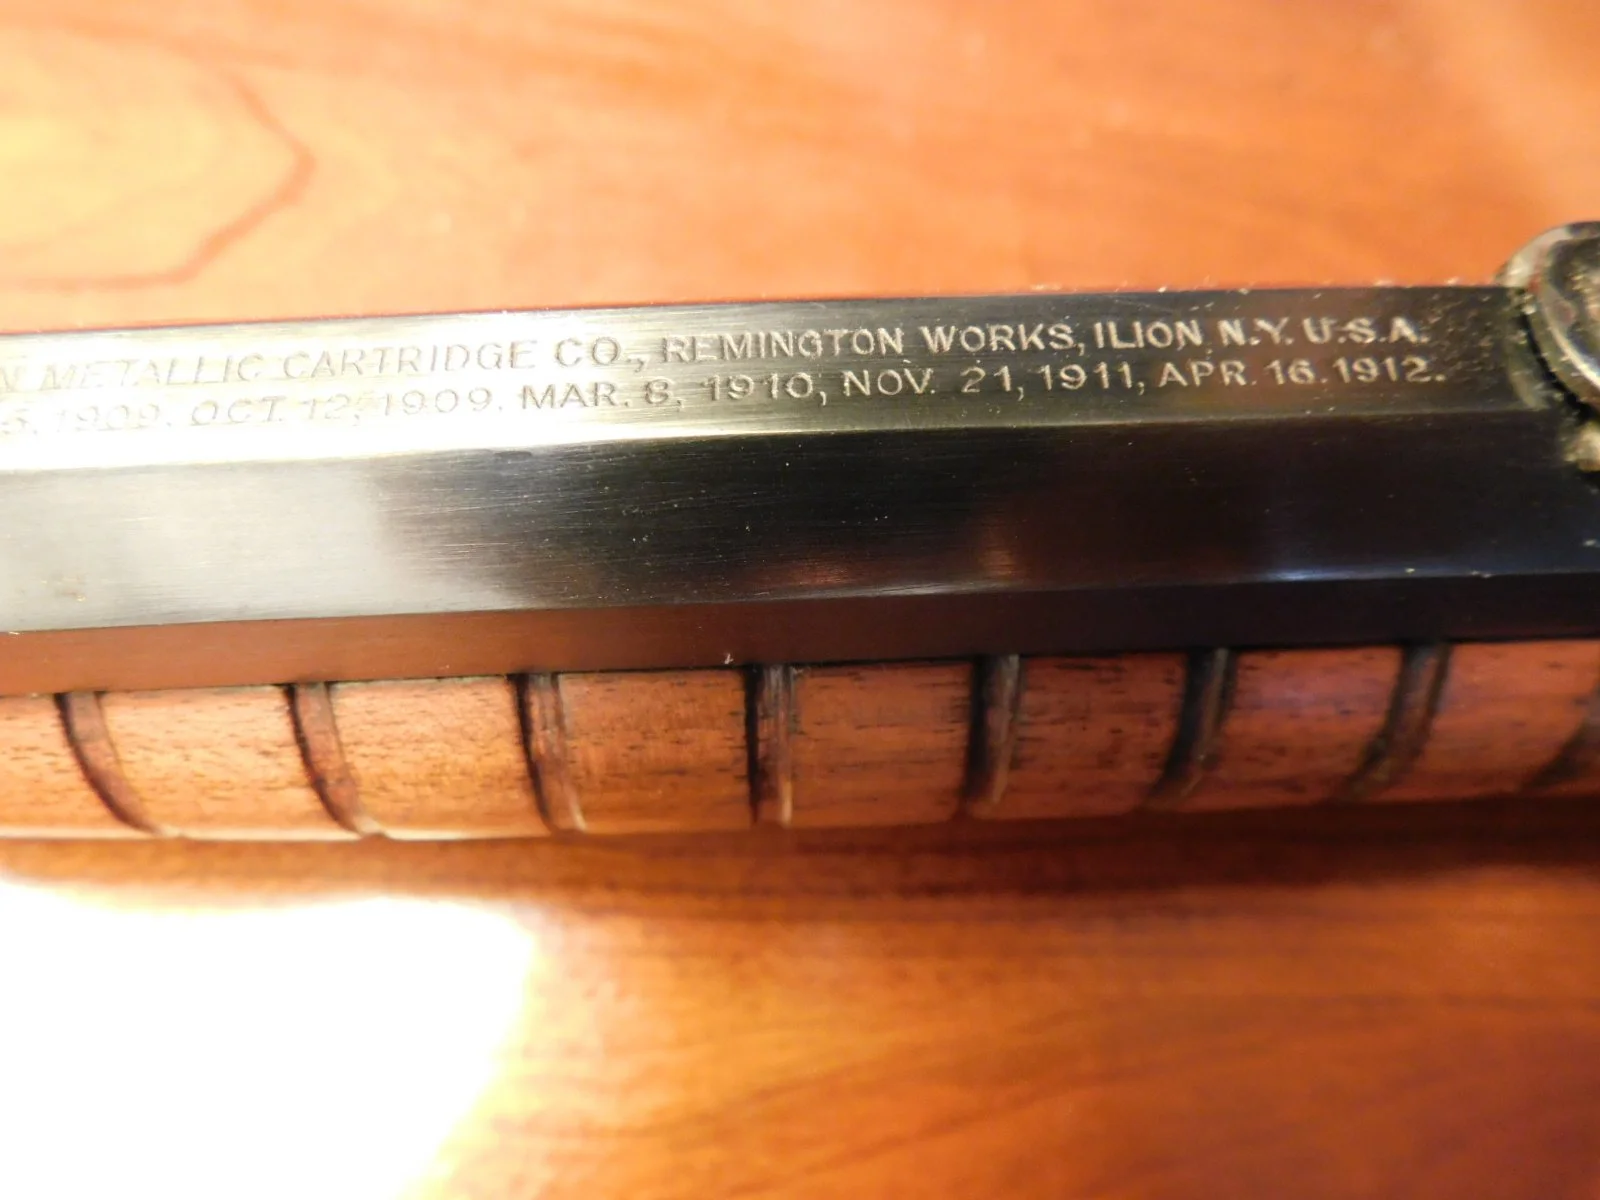 N METALLIC CARTRIDGE CO., REMINGTON WORKS, ILION N.Y. U.S.A.
5, 1909. OCT. 12, 1909. MAR. 8, 1910, NOV. 21, 1911, APR. 16. 1912.